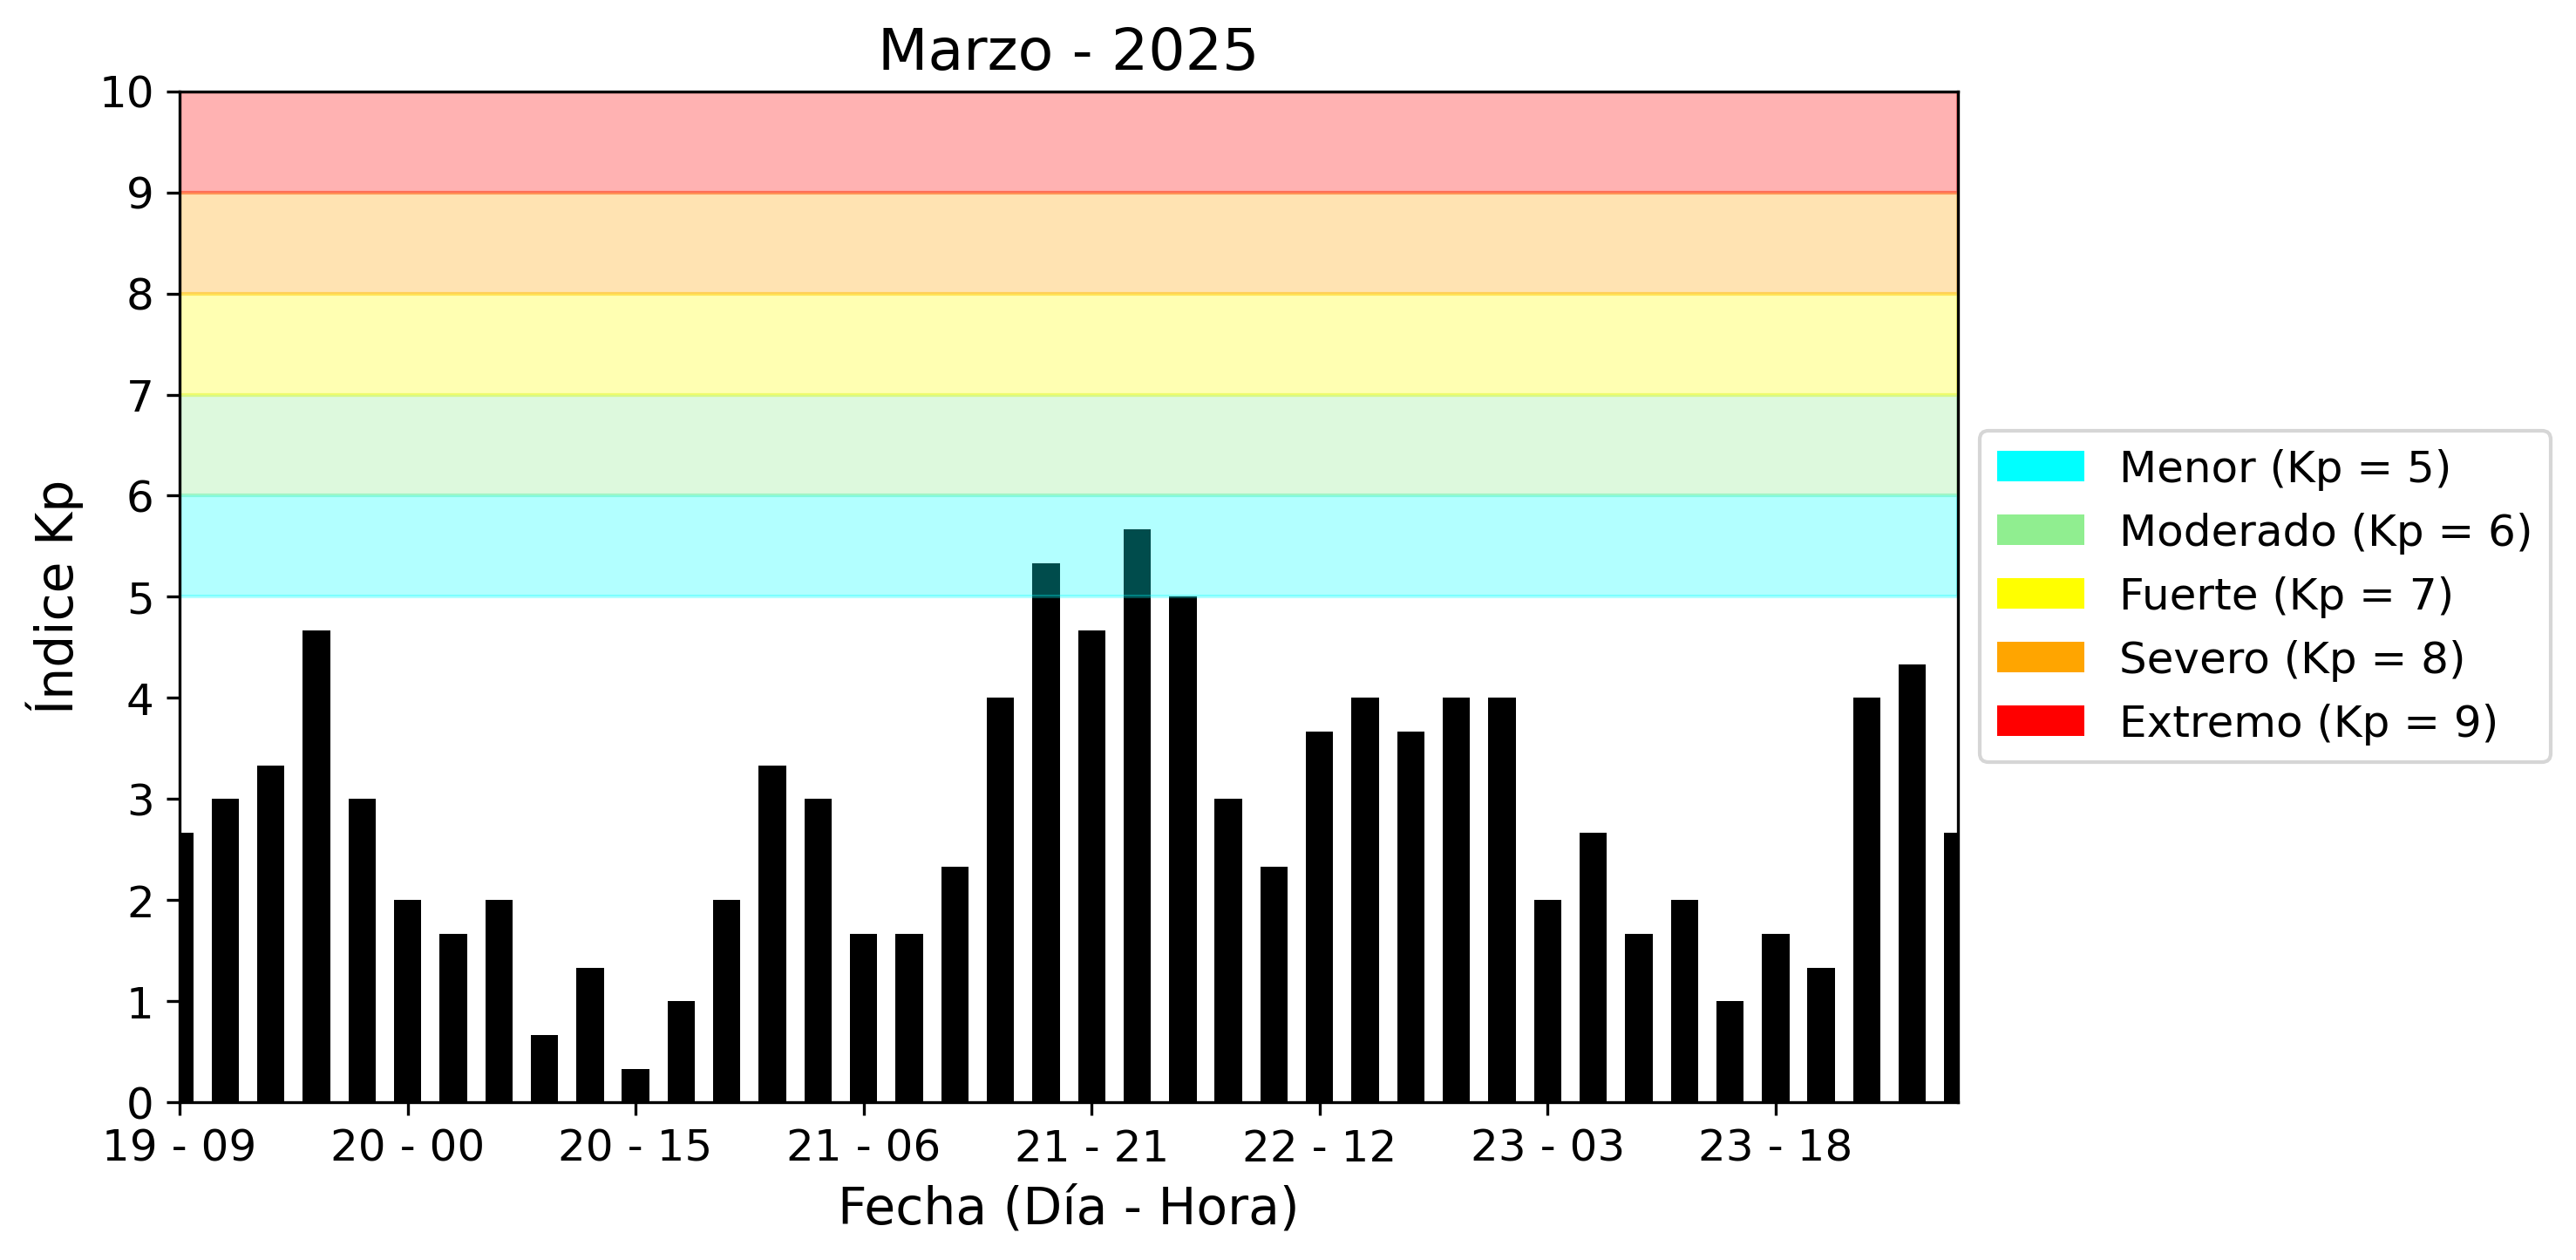 Marzo - 2025
10
9
8
7
6
5
4
3
2
1
0
Índice Kp
19 - 09
20 - 00
20 - 15
21 - 06
21 - 21
22 - 12
23 - 03
23 - 18
Fecha (Día - Hora)
Menor (Kp = 5)
Moderado (Kp = 6)
Fuerte (Kp = 7)
Severo (Kp = 8)
Extremo (Kp = 9)